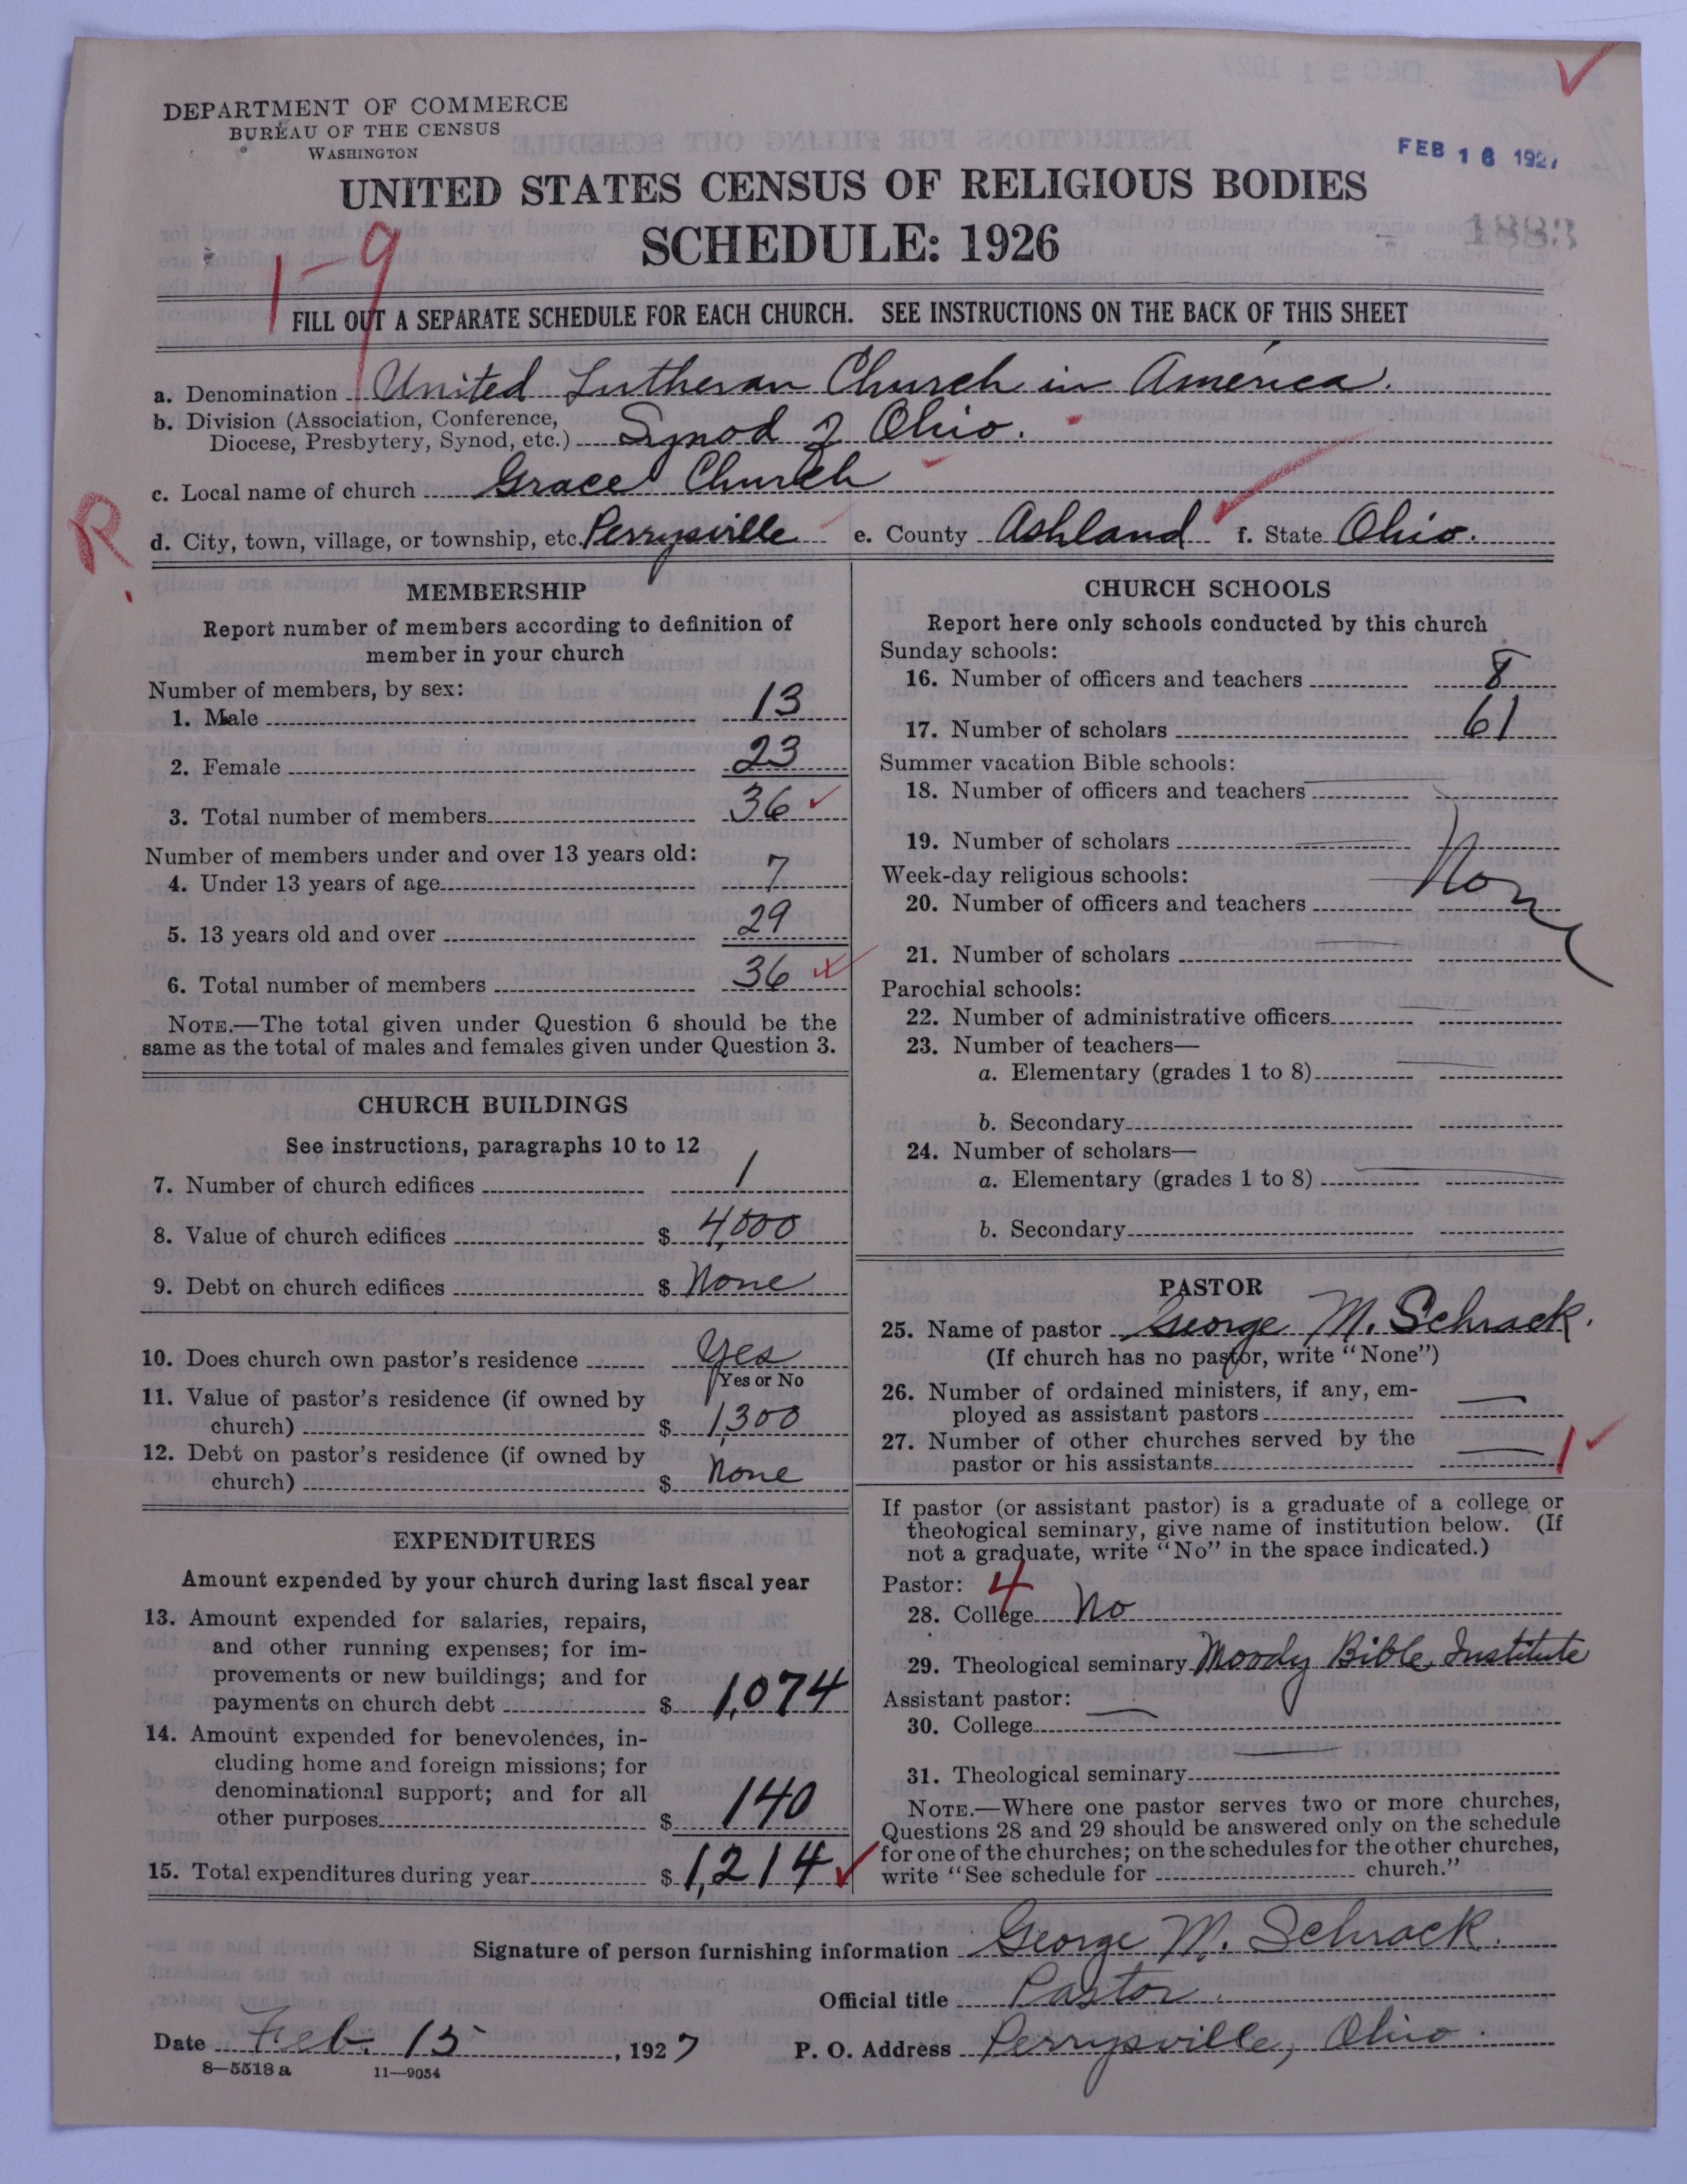 DEPARTMENT OF COMMERCE
BUREAU OF THE CENSUS
WASHINGTON
FEB 16 1927
UNITED STATES CENSUS OF RELIGIOUS BODIES
SCHEDULE: 1926
1883
1-9
FILL OUT A SEPARATE SCHEDULE FOR EACH CHURCH. SEE INSTRUCTIONS ON THE BACK OF THIS SHEET
a. Denomination United Lutheran Church in America.
b. Division (Association, Conference,
Diocese, Presbytery, Synod, etc.) Synod of Ohio.
c. Local name of church Grace Church
R.
d. City, town, village, or township, etc. Perrysville e. County Ashland f. State Ohio.
MEMBERSHIP
Report number of members according to definition of
member in your church
Number of members, by sex:
1. Male 13
2. Female 23
3. Total number of members 36
Number of members under and over 13 years old:
4. Under 13 years of age 7
5. 13 years old and over 29
6. Total number of members 36
NOTE.—The total given under Question 6 should be the
same as the total of males and females given under Question 3.
CHURCH BUILDINGS
See instructions, paragraphs 10 to 12
7. Number of church edifices 1
8. Value of church edifices $ 4,000
9. Debt on church edifices $ None
10. Does church own pastor's residence Yes
Yes or No
11. Value of pastor's residence (if owned by
church) $ 1,300
12. Debt on pastor's residence (if owned by
church) $ None
EXPENDITURES
Amount expended by your church during last fiscal year
13. Amount expended for salaries, repairs,
and other running expenses; for im-
provements or new buildings; and for
payments on church debt $ 1,074
14. Amount expended for benevolences, in-
cluding home and foreign missions; for
denominational support; and for all
other purposes $ 140
15. Total expenditures during year $ 1,214
CHURCH SCHOOLS
Report here only schools conducted by this church
Sunday schools:
16. Number of officers and teachers 8
17. Number of scholars 61
Summer vacation Bible schools:
18. Number of officers and teachers
19. Number of scholars
Week-day religious schools:
20. Number of officers and teachers None
21. Number of scholars
Parochial schools:
22. Number of administrative officers
23. Number of teachers—
a. Elementary (grades 1 to 8)
b. Secondary
24. Number of scholars—
a. Elementary (grades 1 to 8)
b. Secondary
PASTOR
25. Name of pastor George M. Schrack.
(If church has no pastor, write "None")
26. Number of ordained ministers, if any, em-
ployed as assistant pastors
27. Number of other churches served by the
pastor or his assistants 1
If pastor (or assistant pastor) is a graduate of a college or
theological seminary, give name of institution below. (If
not a graduate, write "No" in the space indicated.)
Pastor: 4
28. College No
29. Theological seminary Moody Bible Institute
Assistant pastor:
30. College
31. Theological seminary
NOTE.—Where one pastor serves two or more churches,
Questions 28 and 29 should be answered only on the schedule
for one of the churches; on the schedules for the other churches,
write "See schedule for church."
Signature of person furnishing information George M. Schrack.
Official title Pastor.
Date Feb. 15, 1927 P. O. Address Perrysville, Ohio.
8—5518 a 11—9054